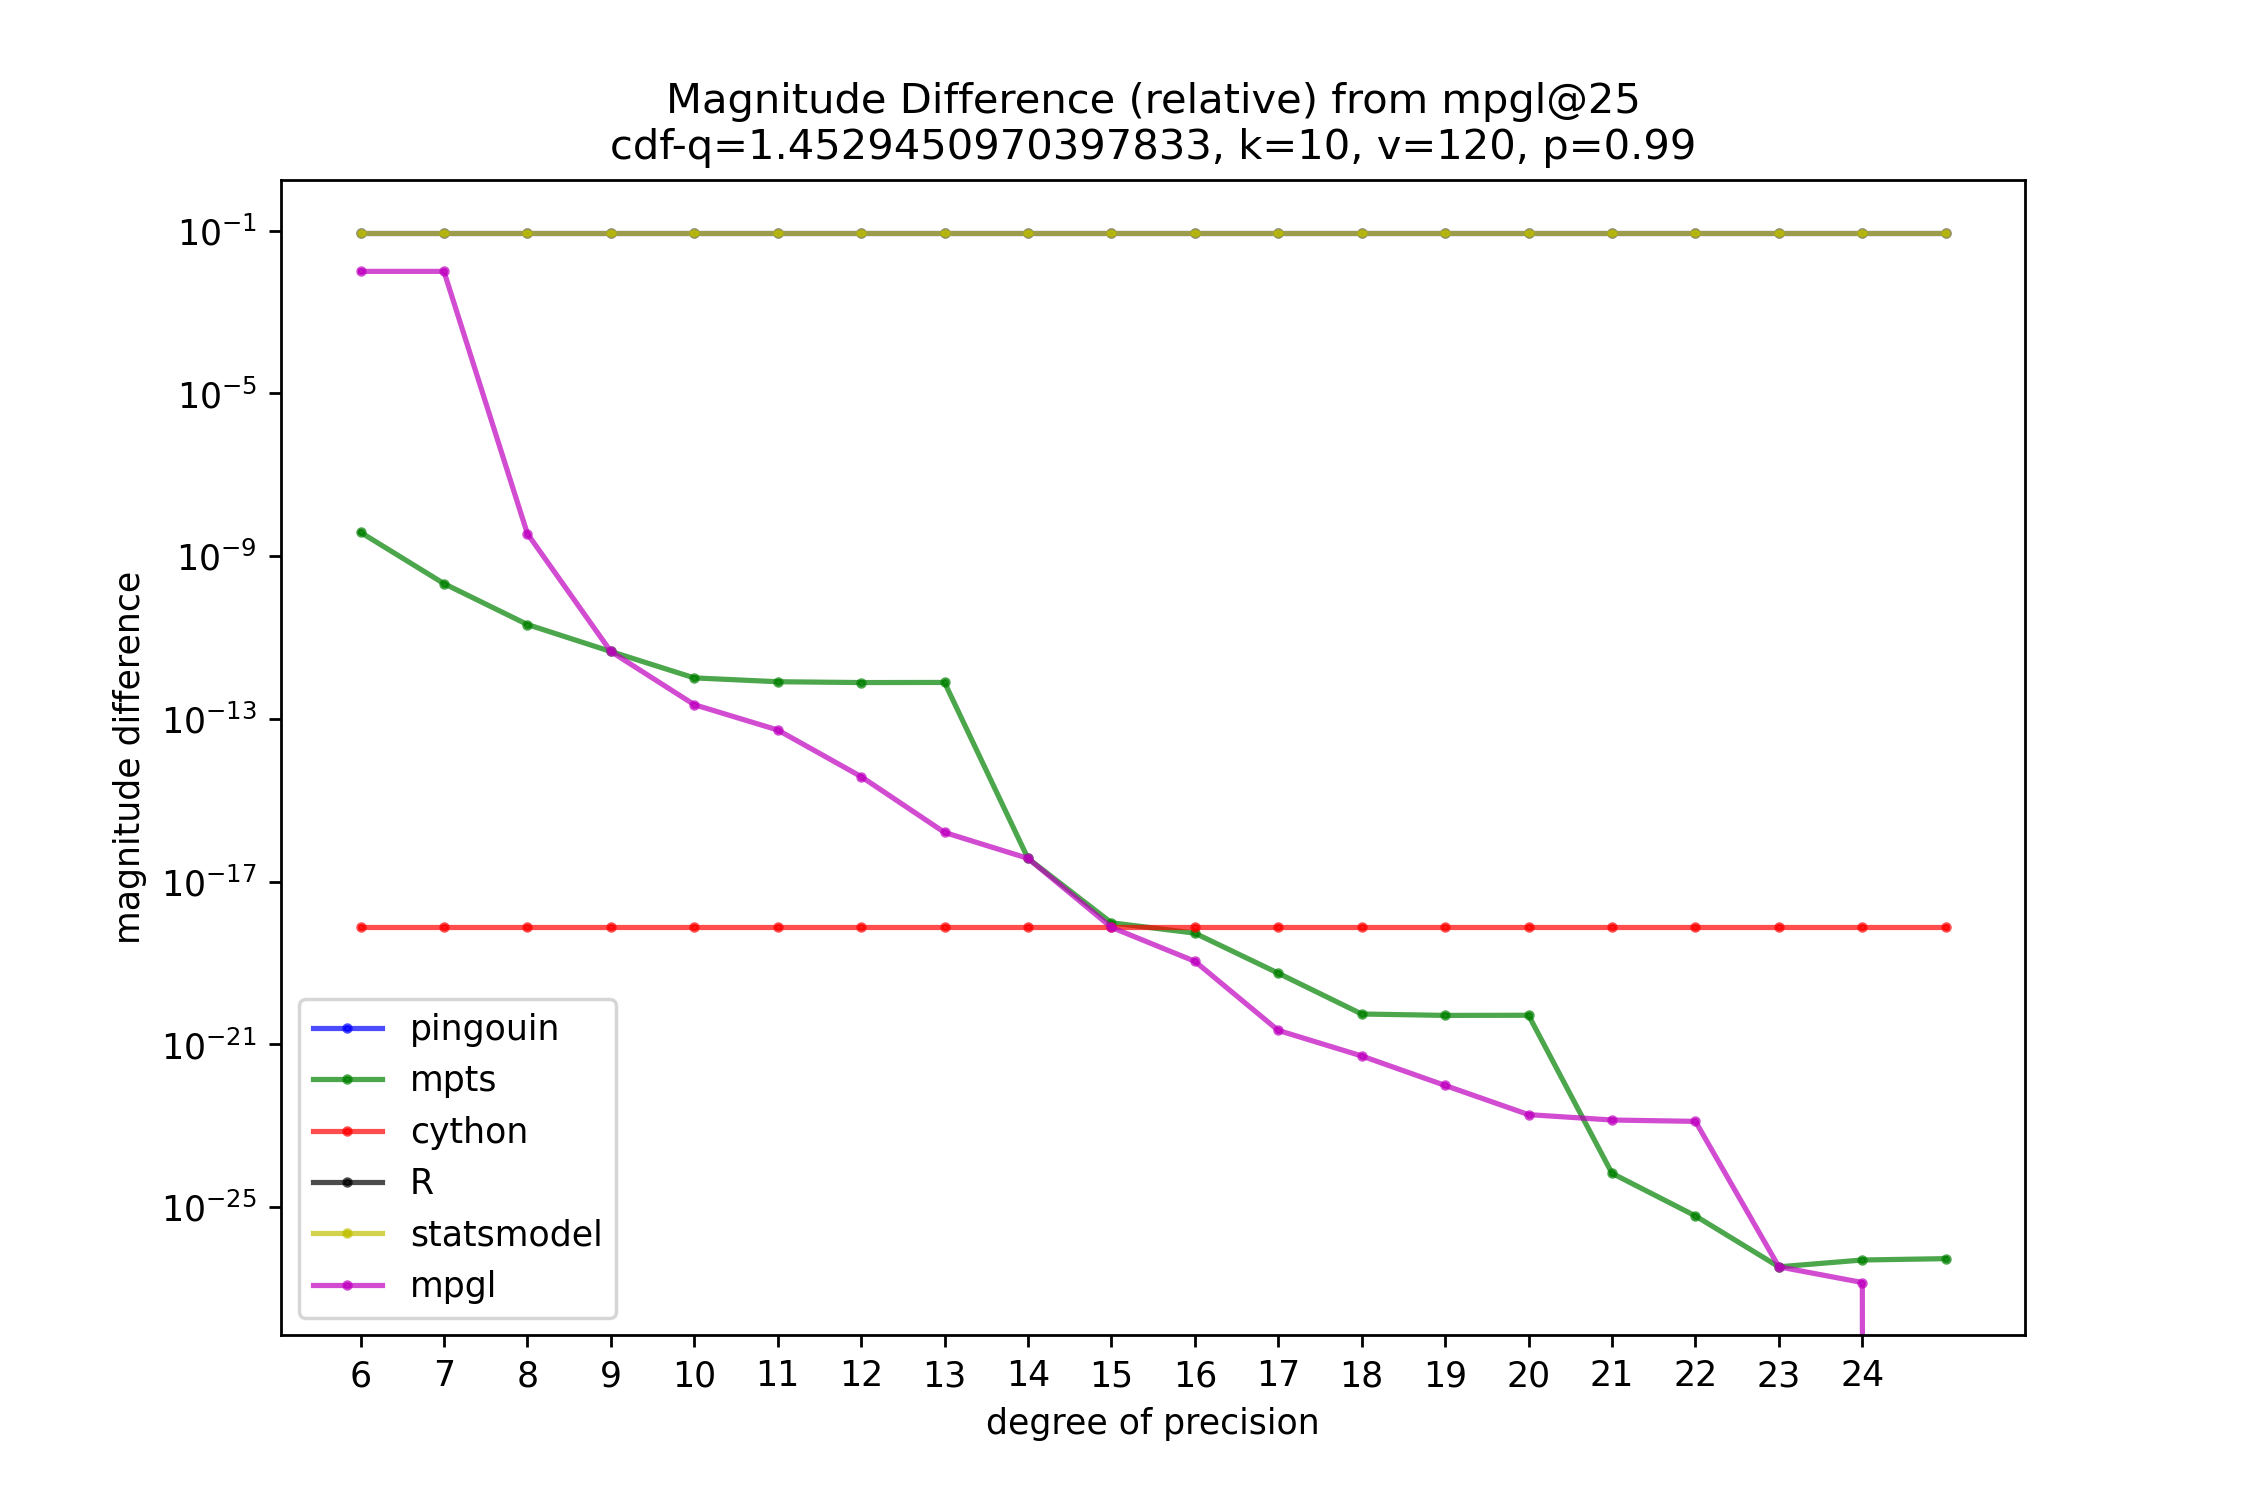 Magnitude Difference (relative) from mpgl@25
cdf-q=1.4529450970397833, k=10, v=120, p=0.99
10⁻¹
10⁻⁵
10⁻⁹
10⁻¹³
10⁻¹⁷
10⁻²¹
10⁻²⁵
magnitude difference
pingouin
mpts
cython
R
statsmodel
mpgl
6 7 8 9 10 11 12 13 14 15 16 17 18 19 20 21 22 23 24
degree of precision